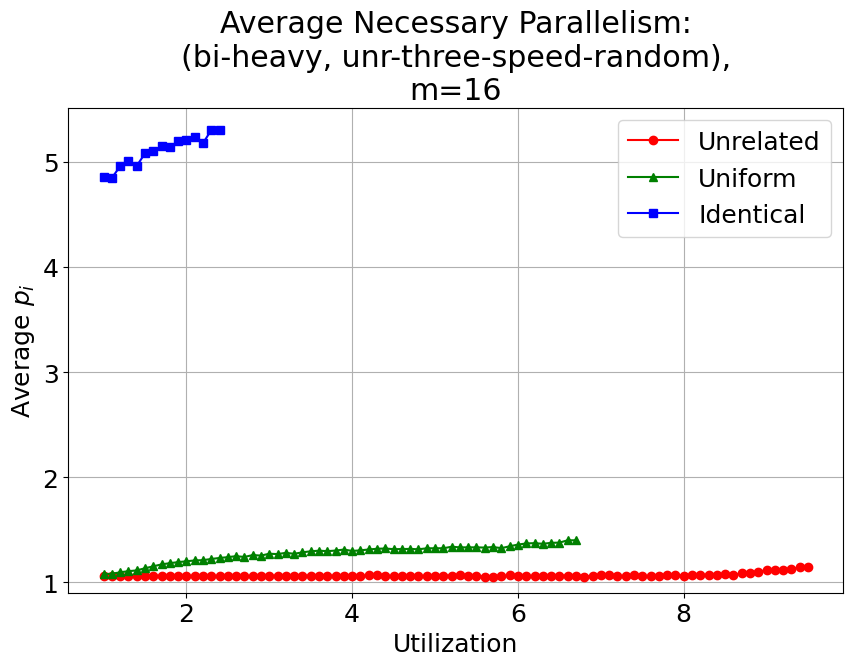 Average Necessary Parallelism:
(bi-heavy, unr-three-speed-random),
m=16
Unrelated
Uniform
Identical
Average $p_i$
5
4
3
2
1
2
4
6
8
Utilization